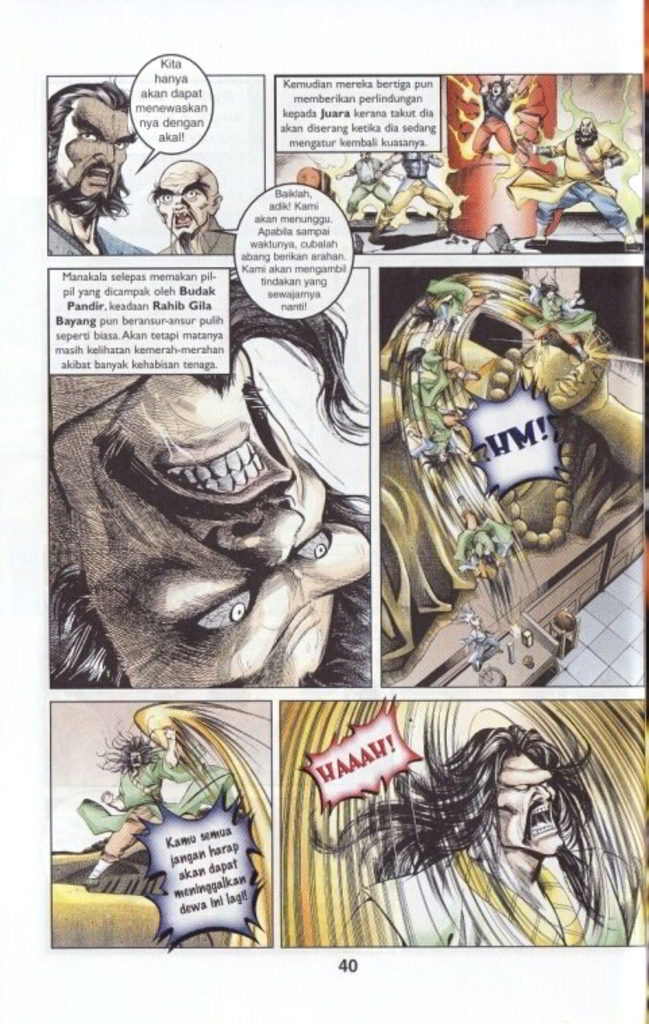 Kita
hanya
akan dapat
menewaskan
nya dengan
akal!
Kemudian mereka bertiga pun
memberikan perlindungan
kepada Juara kerana takut dia
akan diserang ketika dia sedang
mengatur kembali kuasanya.
Baiklah,
adik! Kami
akan menunggu.
Apabila sampai
waktunya, cubalah
abang berikan arahan.
Kami akan mengambil
tindakan yang
sewajarnya
nanti!
Manakala selepas memakan pil-
pil yang dicampak oleh Budak
Pandir, keadaan Rahib Gila
Bayang pun beransur-ansur pulih
seperti biasa. Akan tetapi matanya
masih kelihatan kemerah-merahan
akibat banyak kehabisan tenaga.
HM!
Kamu semua
jangan harap
akan dapat
meninggalkan
dewa ini lagi!
HAAAH!
40